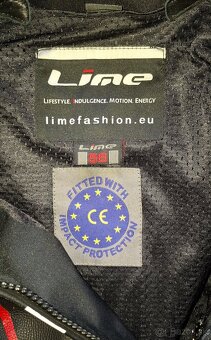 Lime
LIFESTYLE. INDULGENCE. MOTION. ENERGY
limefashion.eu
Lime
58
FITTED WITH
CE
IMPACT PROTECTION